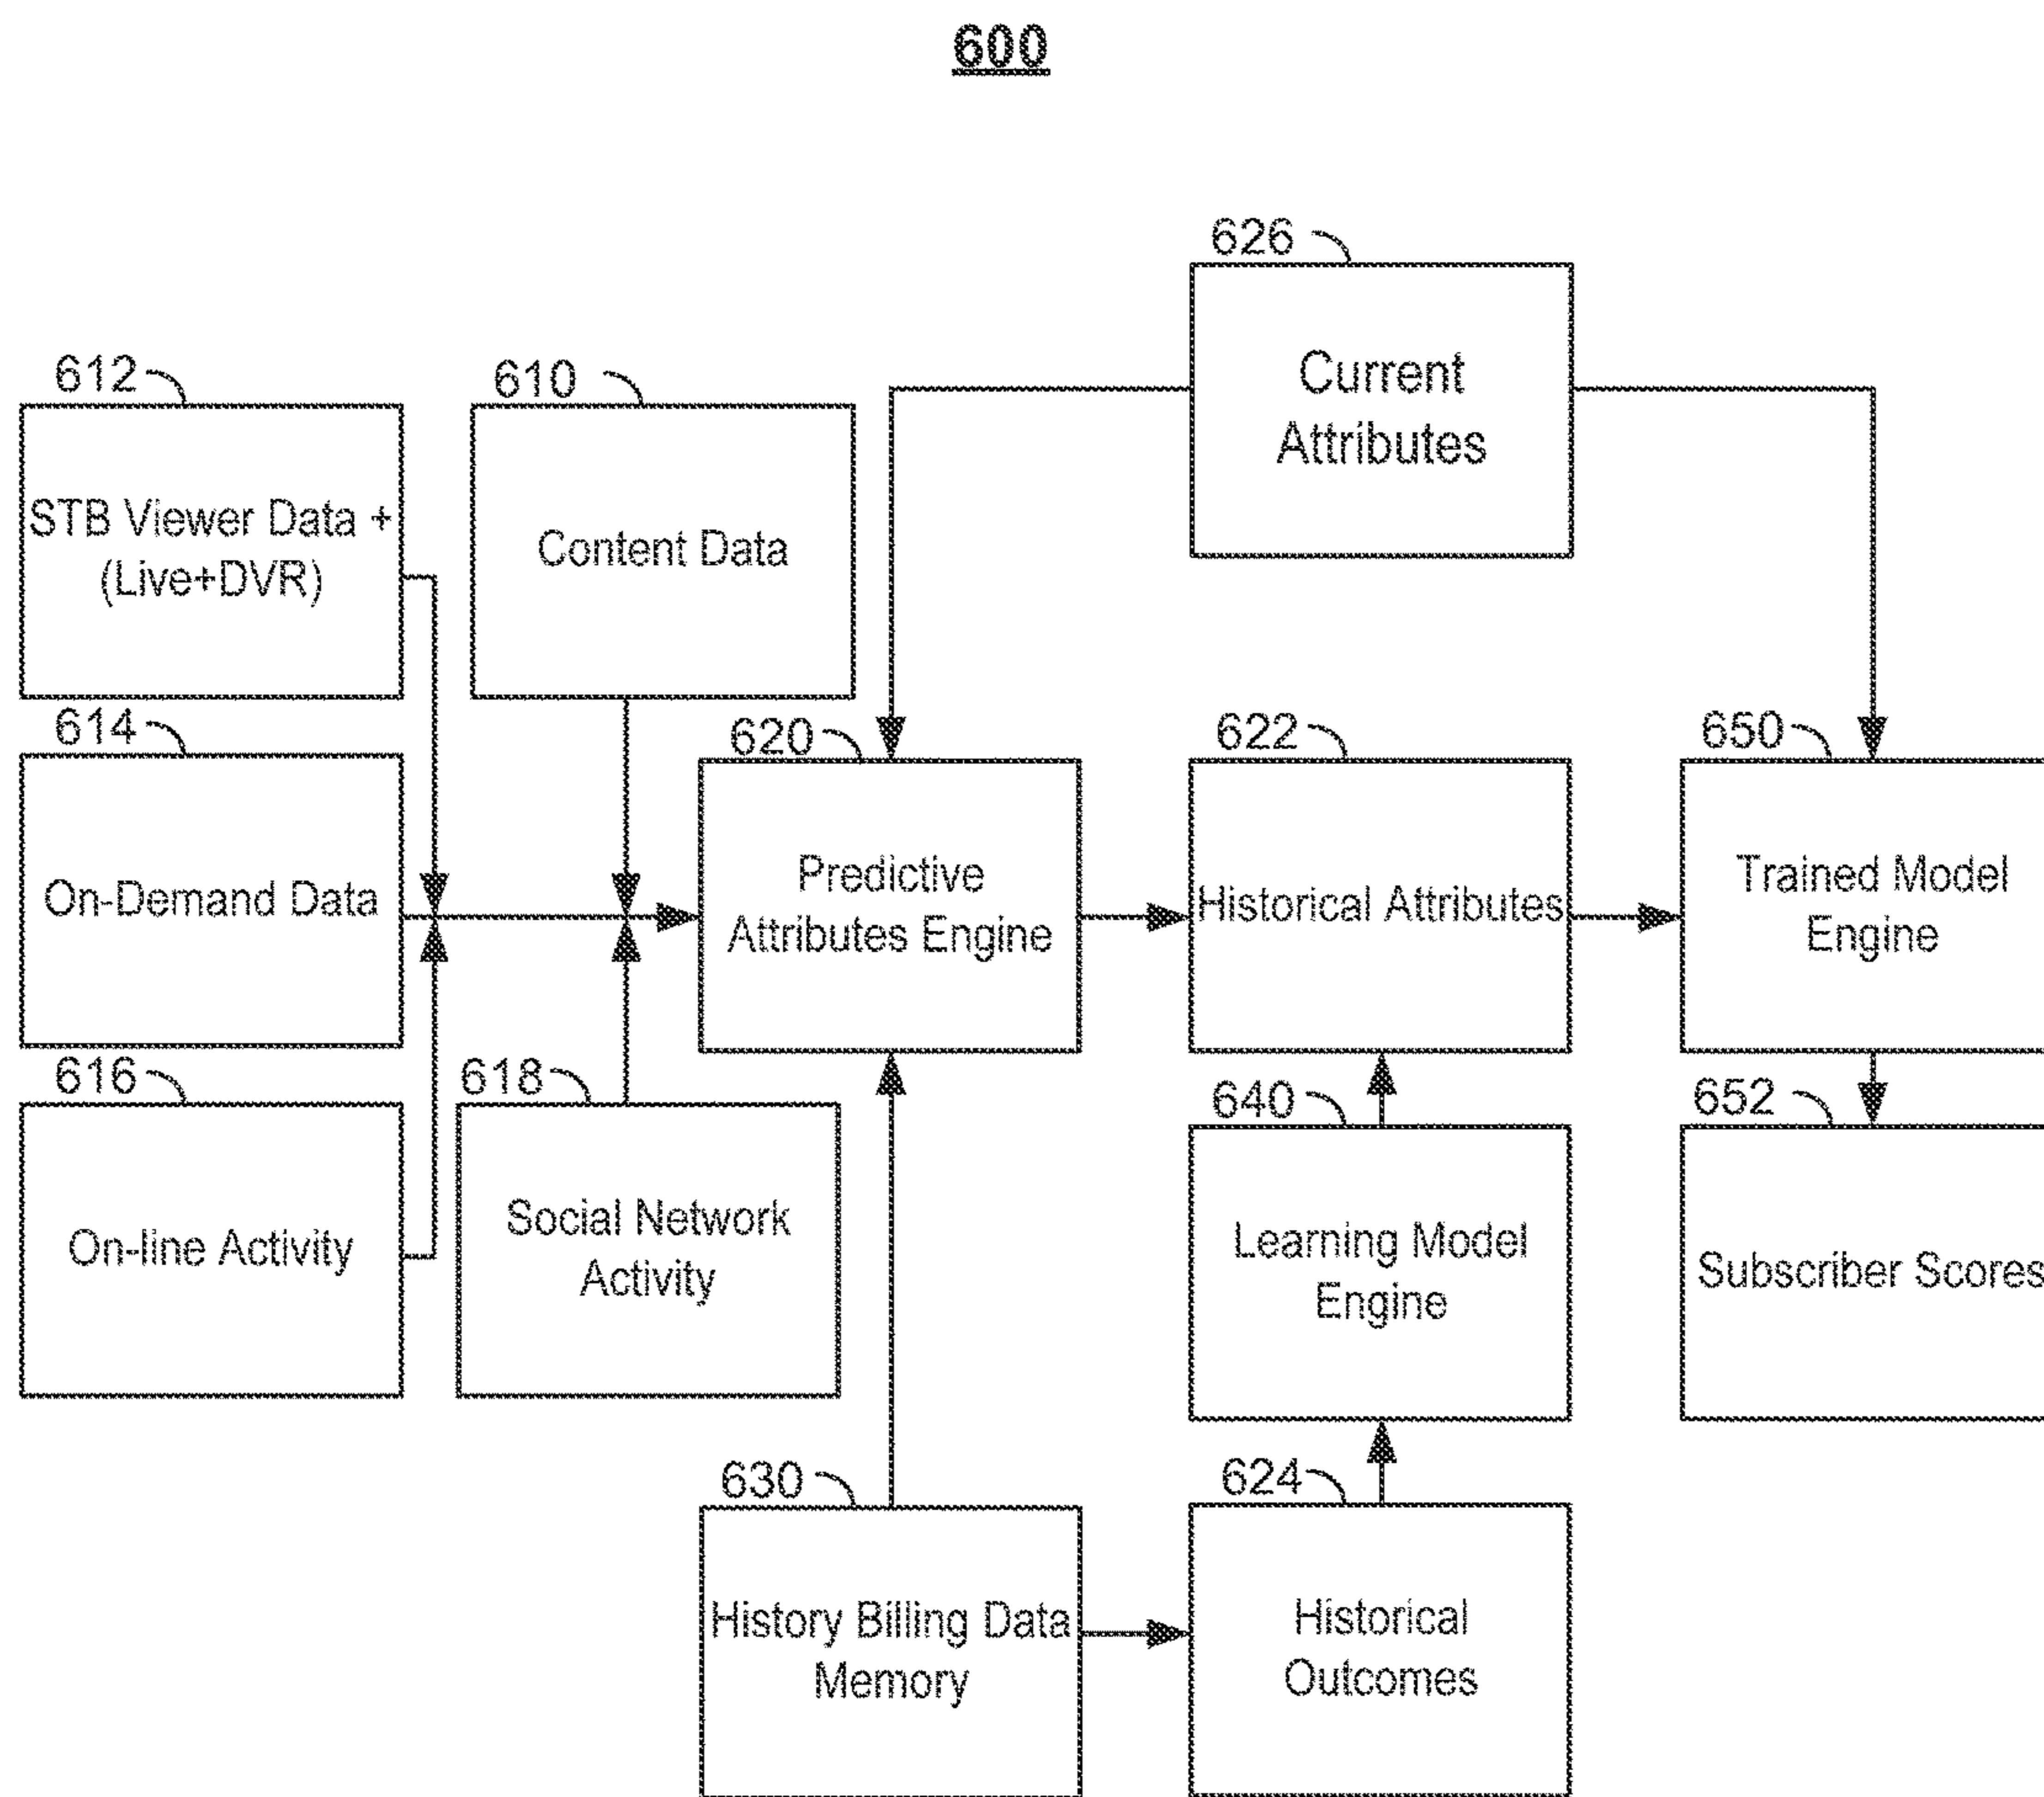 600
626
Current
Attributes
612
STB Viewer Data +
(Live+DVR)
610
Content Data
614
On-Demand Data
620
Predictive
Attributes Engine
622
Historical Attributes
650
Trained Model
Engine
616
On-line Activity
618
Social Network
Activity
640
Learning Model
Engine
652
Subscriber Scores
630
History Billing Data
Memory
624
Historical
Outcomes